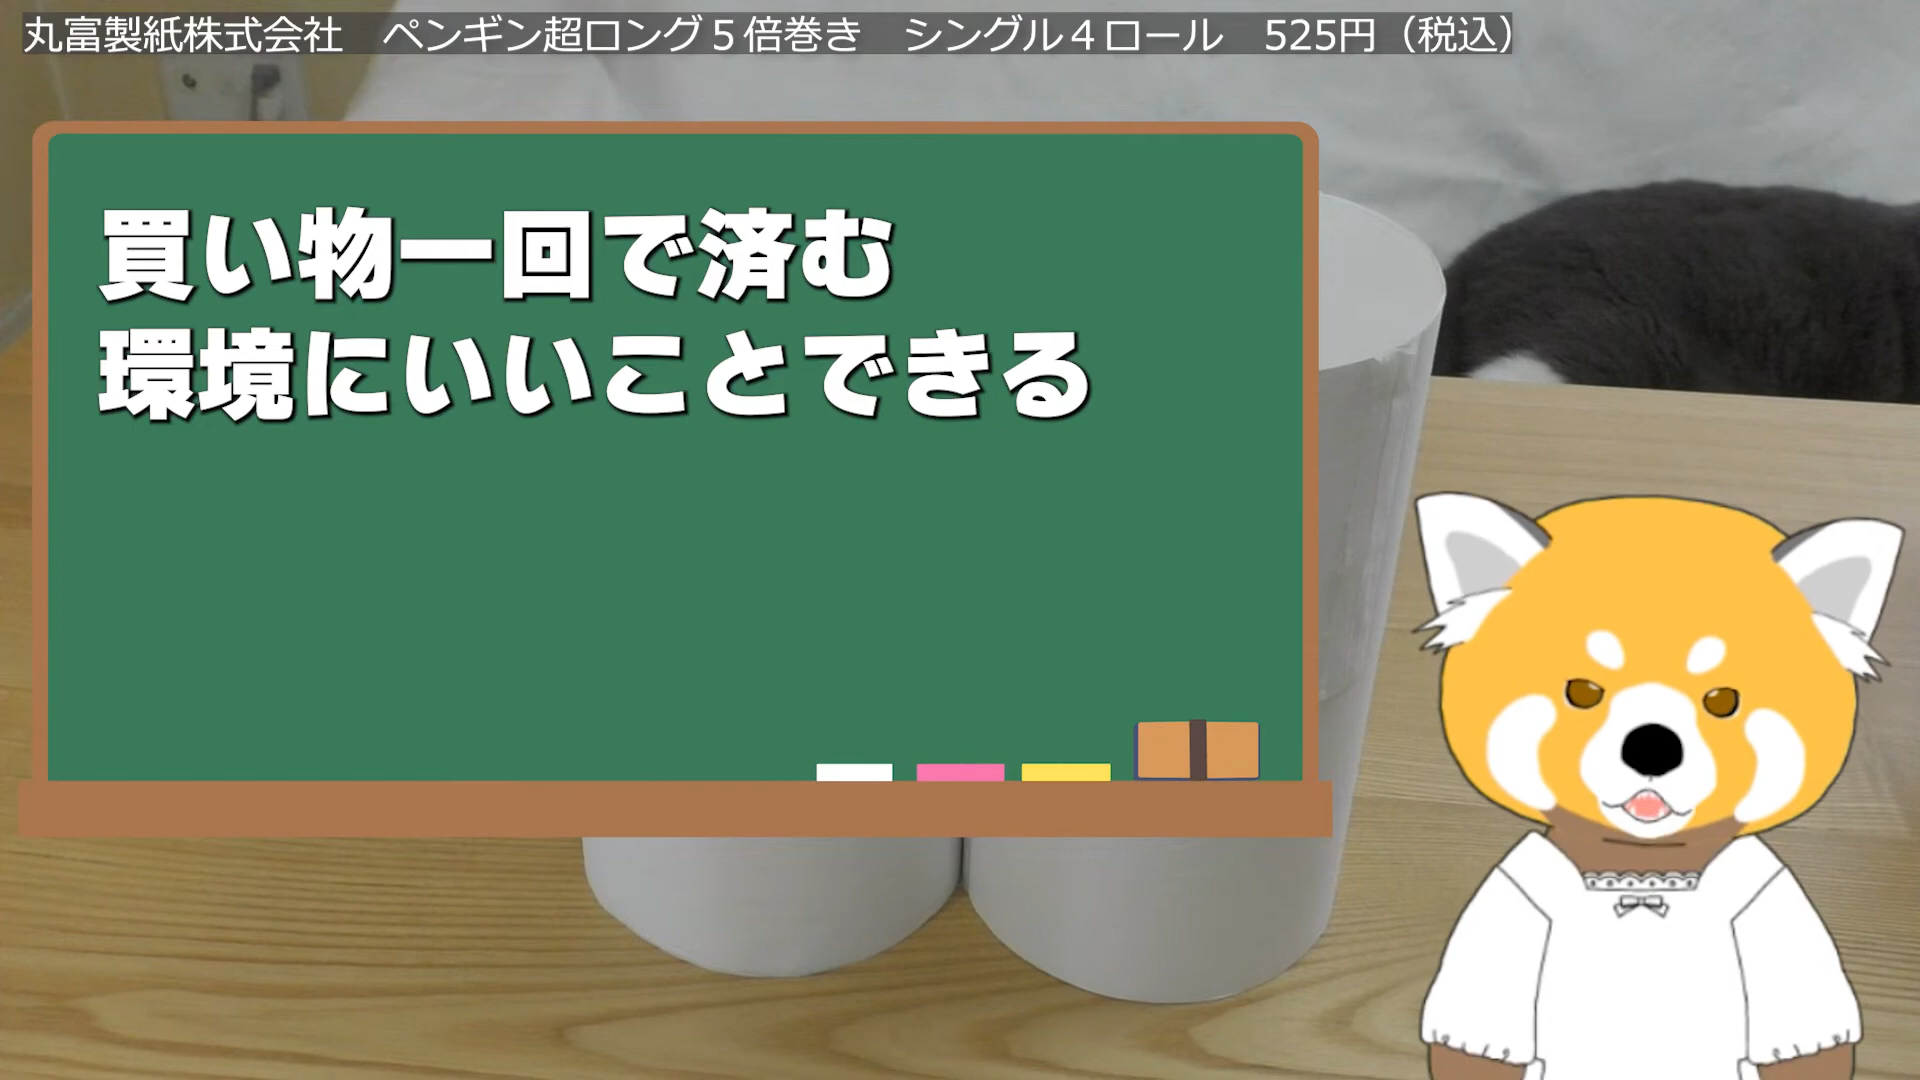 丸富製紙株式会社　ペンギン超ロング５倍巻き　シングル４ロール　525円（税込）
買い物一回で済む
環境にいいことできる